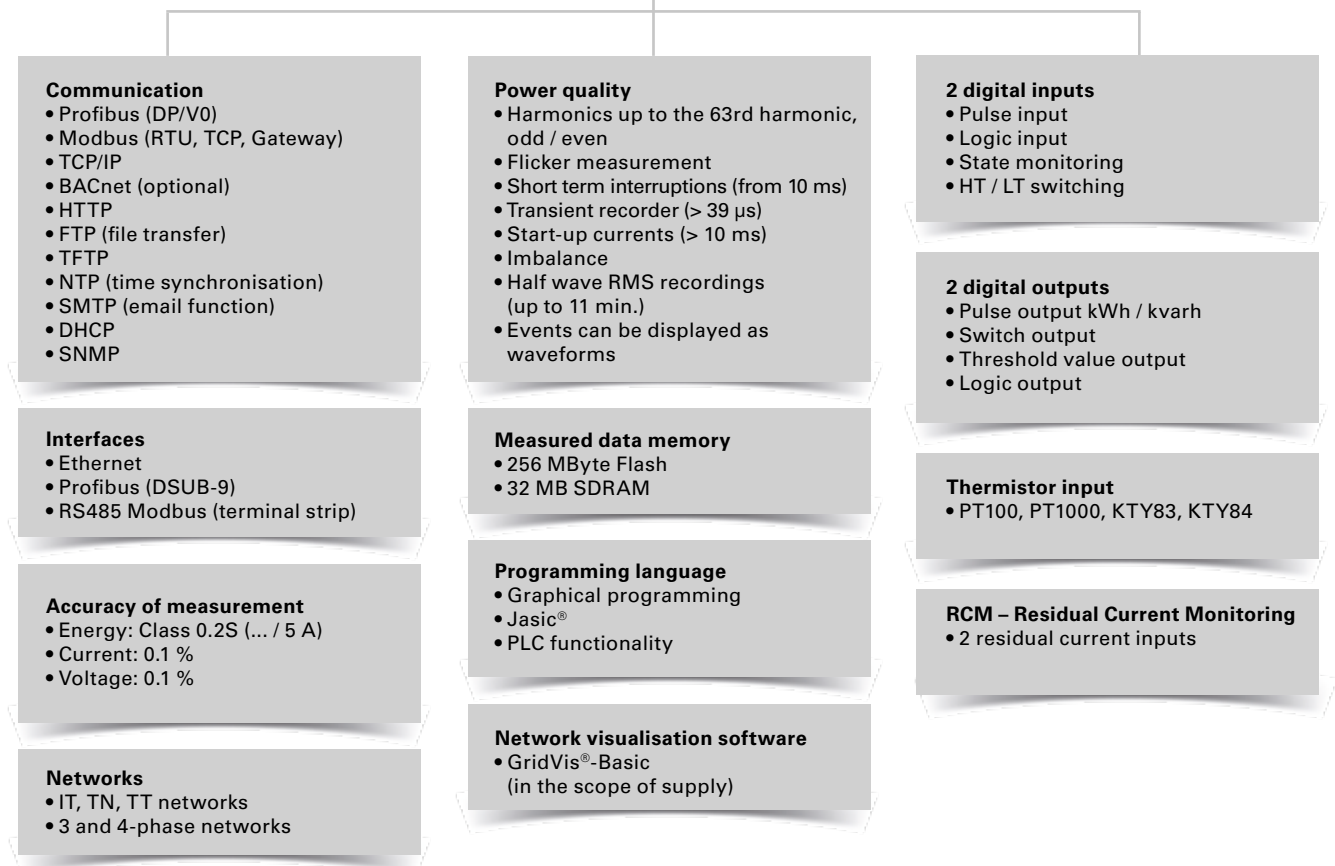 Communication
• Profibus (DP/V0)
• Modbus (RTU, TCP, Gateway)
• TCP/IP
• BACnet (optional)
• HTTP
• FTP (file transfer)
• TFTP
• NTP (time synchronisation)
• SMTP (email function)
• DHCP
• SNMP
Interfaces
• Ethernet
• Profibus (DSUB-9)
• RS485 Modbus (terminal strip)
Accuracy of measurement
• Energy: Class 0.2S (... / 5 A)
• Current: 0.1 %
• Voltage: 0.1 %
Networks
• IT, TN, TT networks
• 3 and 4-phase networks
Power quality
• Harmonics up to the 63rd harmonic,
odd / even
• Flicker measurement
• Short term interruptions (from 10 ms)
• Transient recorder (> 39 µs)
• Start-up currents (> 10 ms)
• Imbalance
• Half wave RMS recordings
(up to 11 min.)
• Events can be displayed as
waveforms
Measured data memory
• 256 MByte Flash
• 32 MB SDRAM
Programming language
• Graphical programming
• Jasic®
• PLC functionality
Network visualisation software
• GridVis®-Basic
(in the scope of supply)
2 digital inputs
• Pulse input
• Logic input
• State monitoring
• HT / LT switching
2 digital outputs
• Pulse output kWh / kvarh
• Switch output
• Threshold value output
• Logic output
Thermistor input
• PT100, PT1000, KTY83, KTY84
RCM – Residual Current Monitoring
• 2 residual current inputs